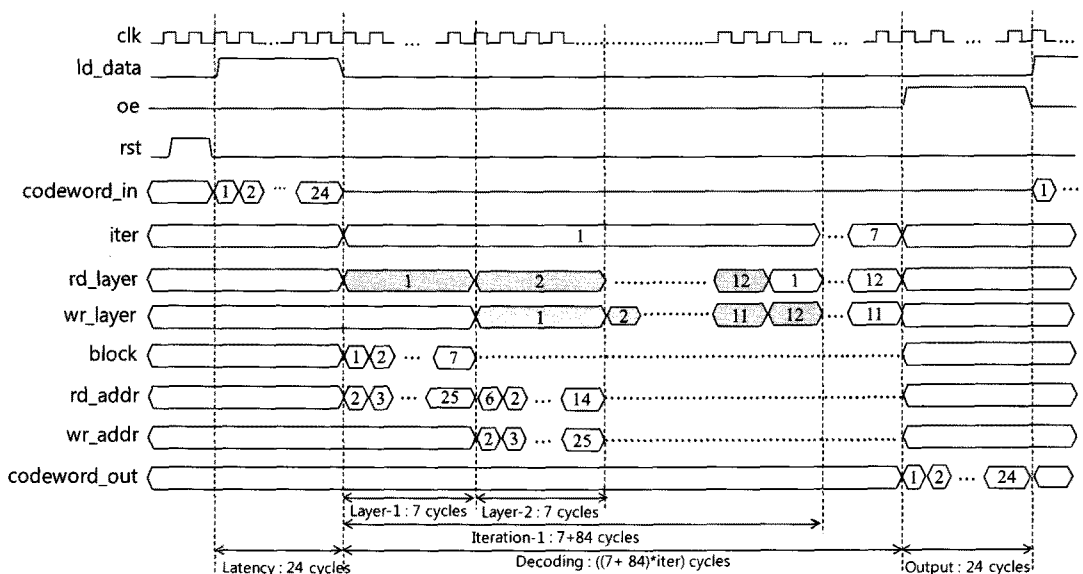 clk
ld_data
oe
rst
codeword_in 1 2 ... 24 1 ...
iter 1 ... 7
rd_layer 1 2 12 1 ... 12
wr_layer 1 2 11 12 ... 11
block 1 2 ... 7
rd_addr 2 3 ... 25 6 2 ... 14
wr_addr 2 3 ... 25
codeword_out 1 2 ... 24
Layer-1 : 7 cycles Layer-2 : 7 cycles
Iteration-1 : 7+84 cycles
Latency : 24 cycles Decoding : ((7+ 84)*iter) cycles Output : 24 cycles